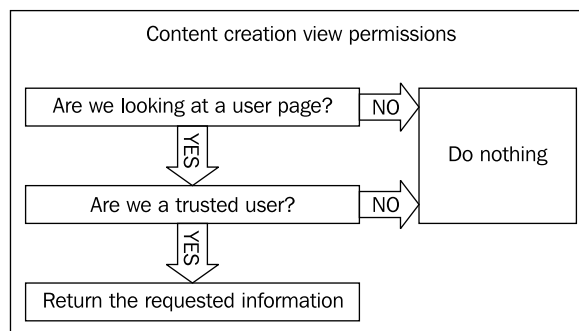 Content creation view permissions
Are we looking at a user page?
NO
YES
Do nothing
Are we a trusted user?
NO
YES
Return the requested information